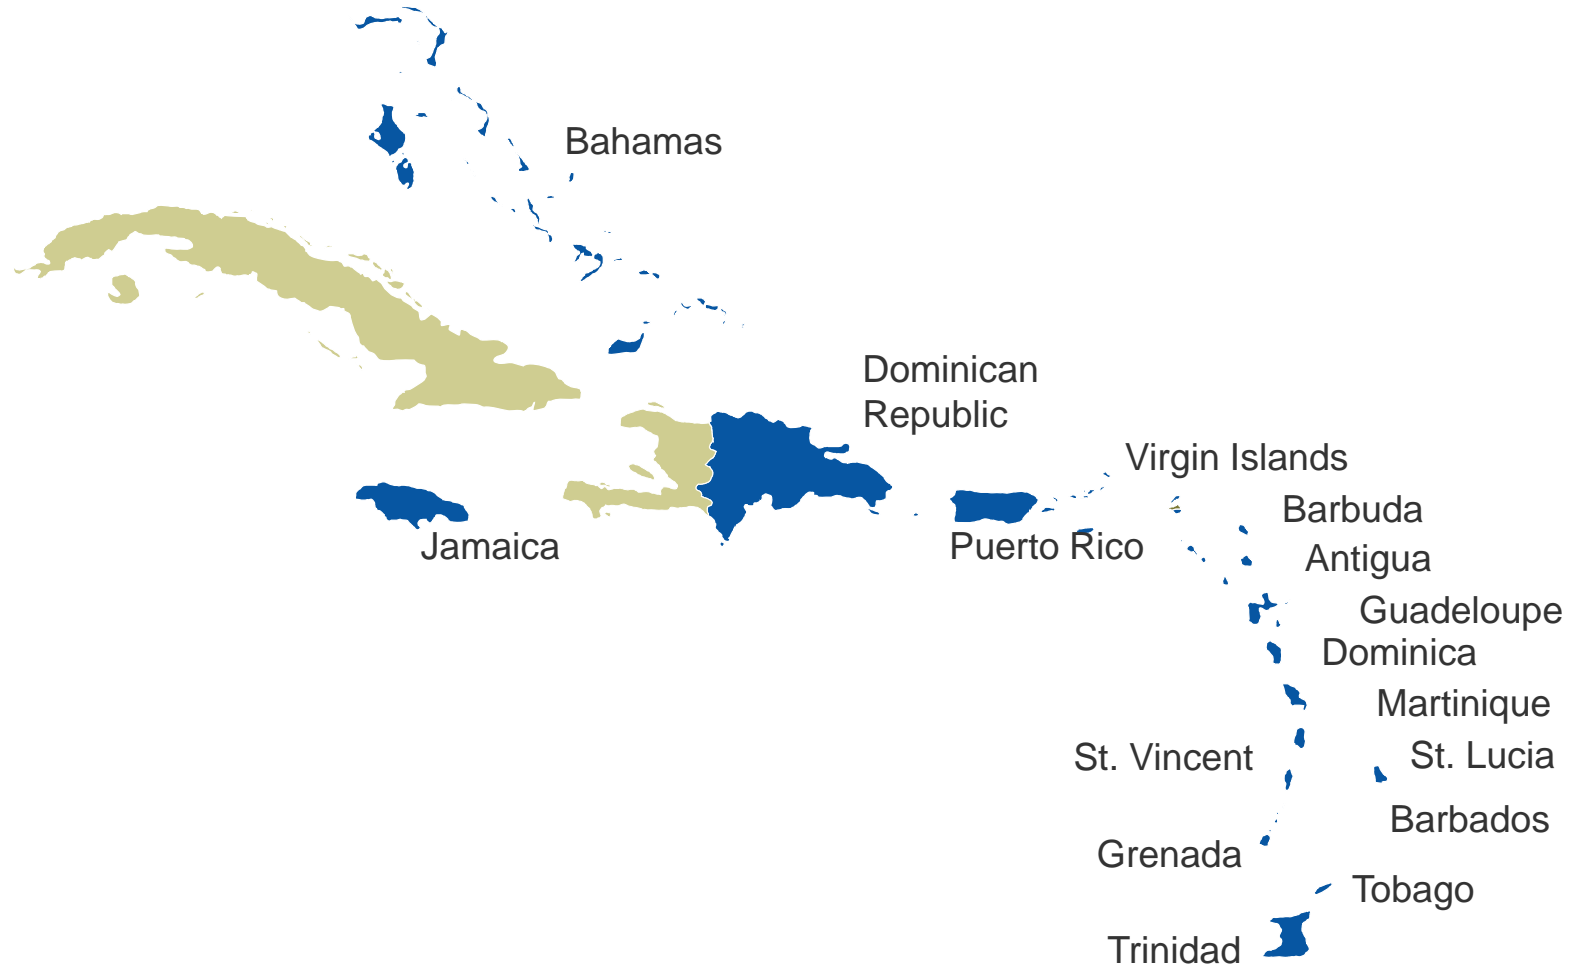 Bahamas
Dominican
Republic
Virgin Islands
Barbuda
Jamaica
Puerto Rico
Antigua
Guadeloupe
Dominica
Martinique
St. Vincent
St. Lucia
Barbados
Grenada
Tobago
Trinidad